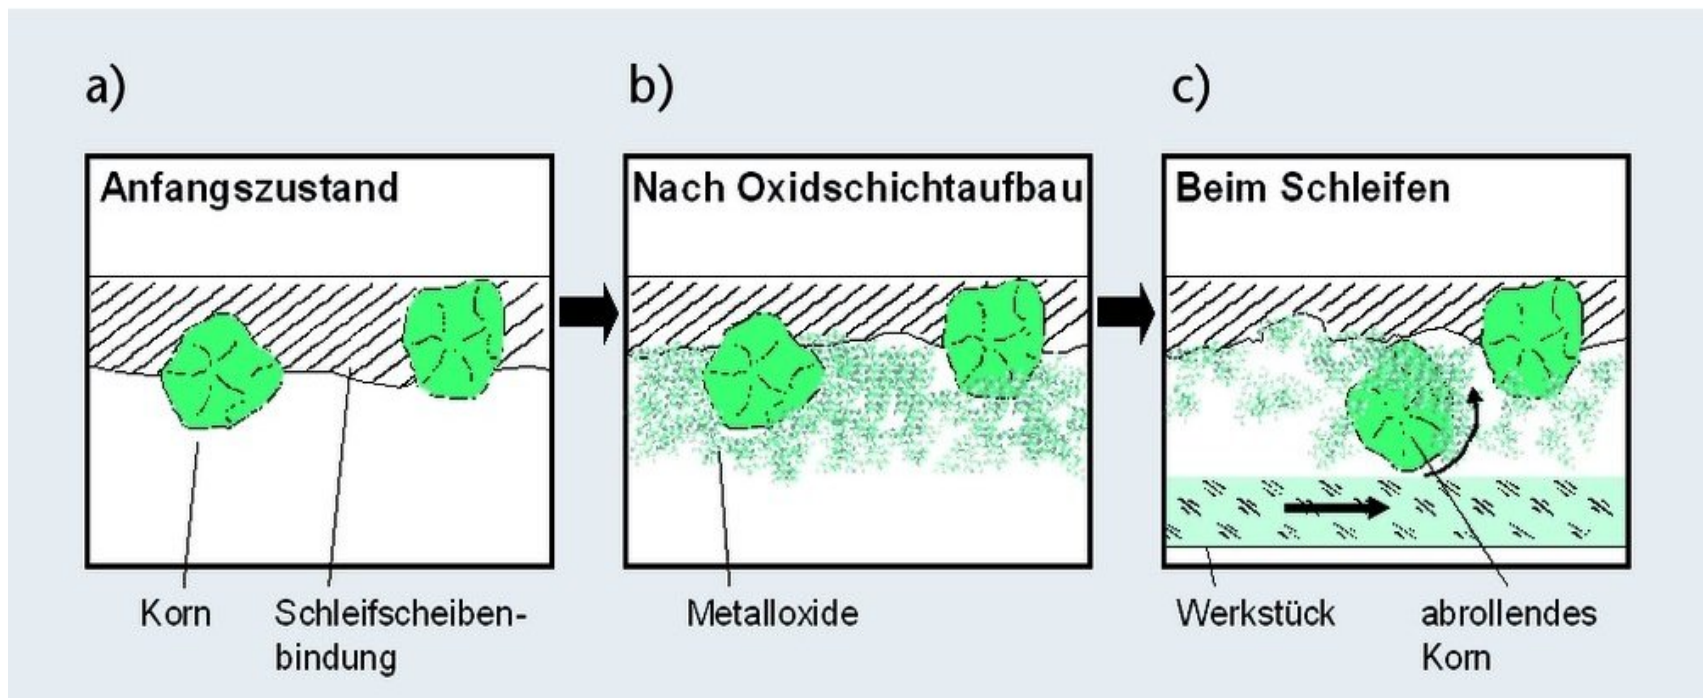 a)
b)
c)
Anfangszustand
Nach Oxidschichtaufbau
Beim Schleifen
Korn
Schleifscheiben-
bindung
Metalloxide
Werkstück
abrollendes
Korn